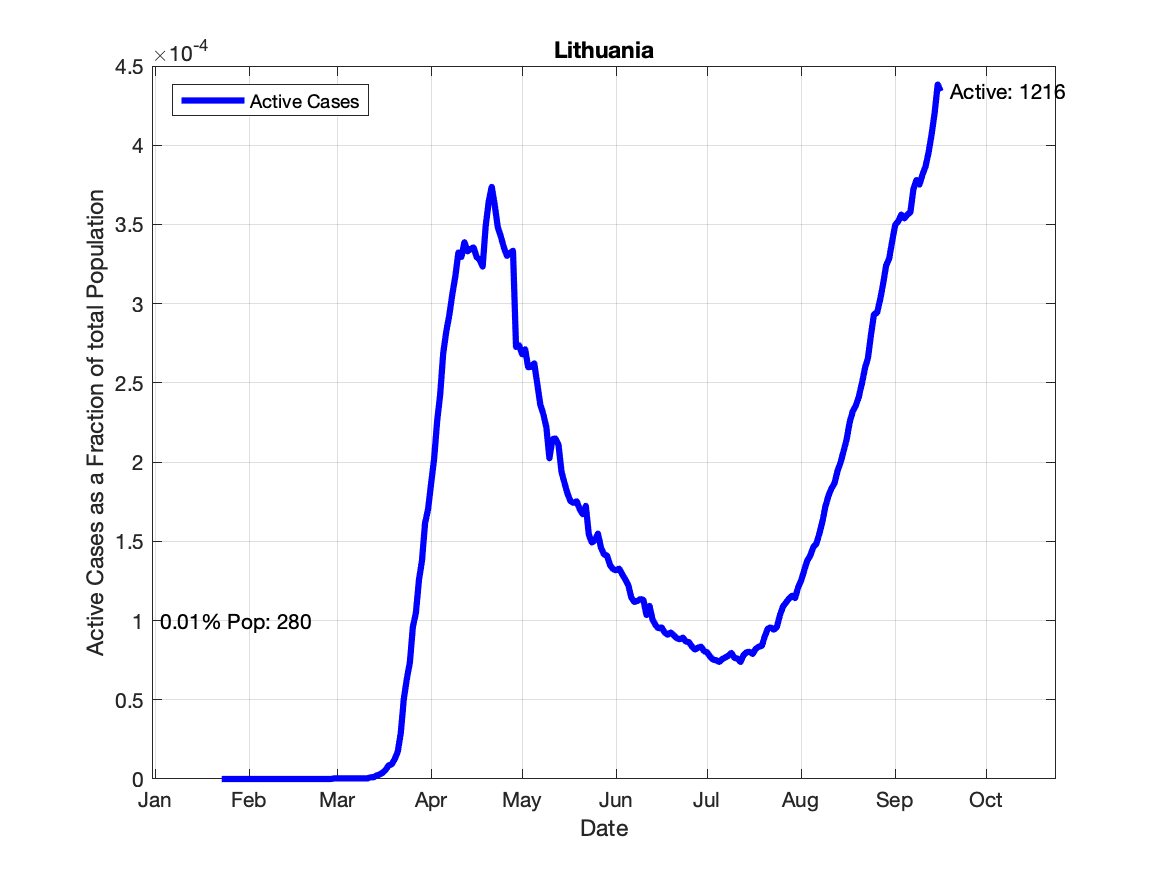 Lithuania
×10-4
4.5
4
3.5
3
2.5
2
1.5
1
0.5
0
Active Cases as a Fraction of total Population
Active Cases
Active: 1216
0.01% Pop: 280
Jan Feb Mar Apr May Jun Jul Aug Sep Oct
Date